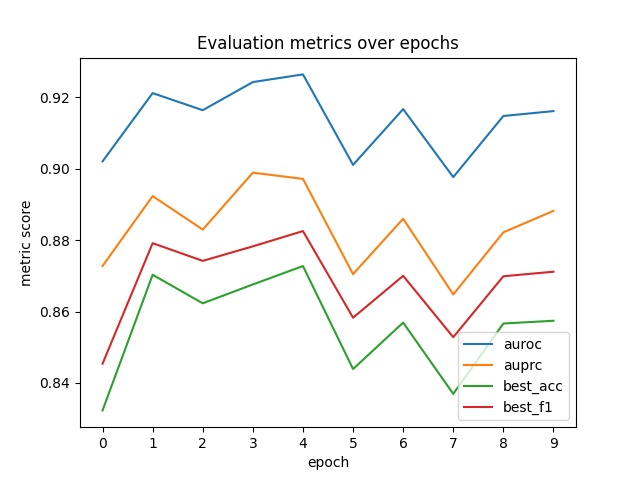 Evaluation metrics over epochs
metric score
0.92
0.90
0.88
0.86
0.84
0 1 2 3 4 5 6 7 8 9
epoch
auroc
auprc
best_acc
best_f1